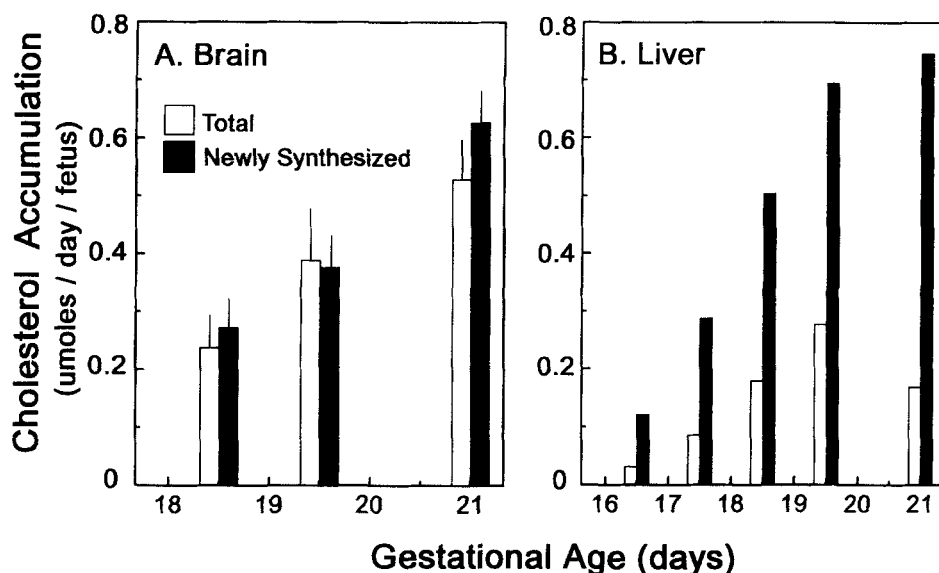 Cholesterol Accumulation
(umoles / day / fetus)
0.8
0.6
0.4
0.2
0
A. Brain
Total
Newly Synthesized
18
19
20
21
0.8
0.6
0.4
0.2
0
B. Liver
16
17
18
19
20
21
Gestational Age (days)